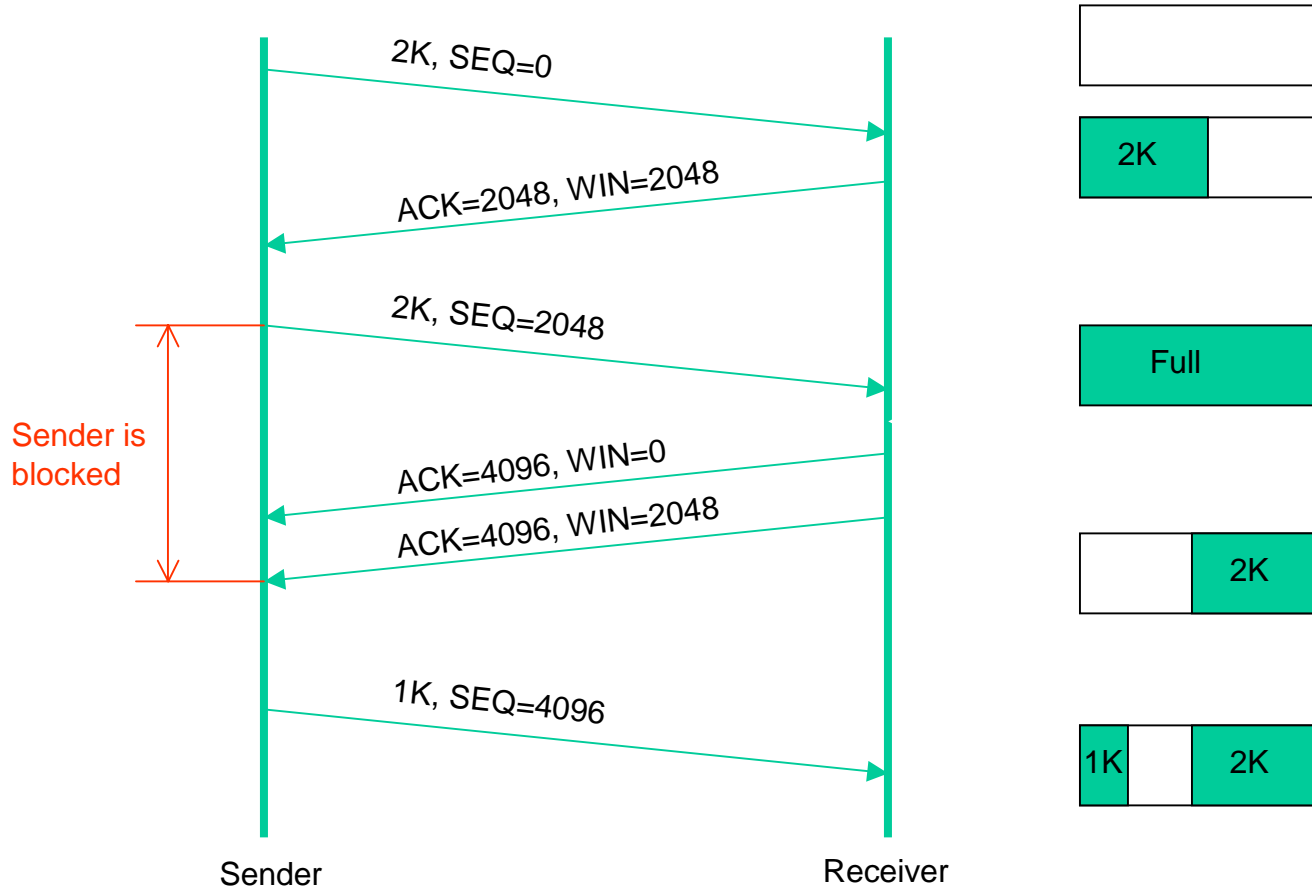 2K, SEQ=0
2K
ACK=2048, WIN=2048
2K, SEQ=2048
Full
Sender is
blocked
ACK=4096, WIN=0
ACK=4096, WIN=2048
2K
1K, SEQ=4096
1K
2K
Sender
Receiver